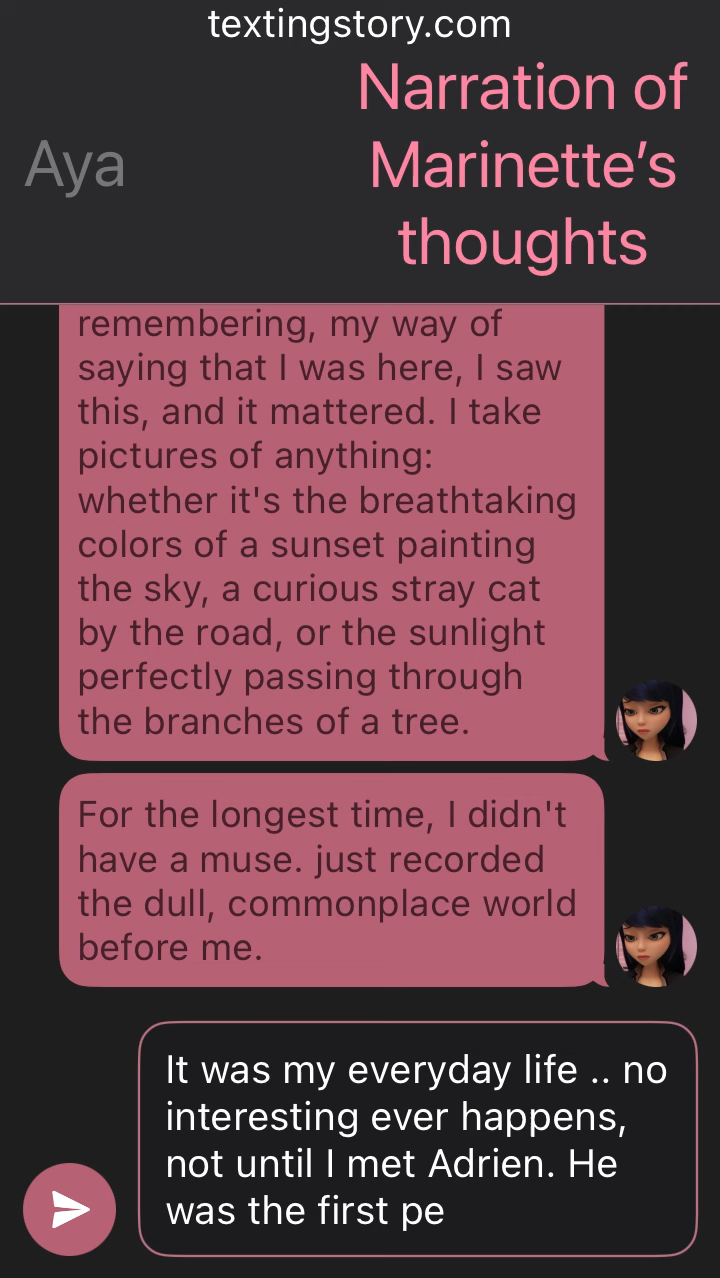 textingstory.com
Narration of
Marinette’s
thoughts
Aya
remembering, my way of
saying that I was here, I saw
this, and it mattered. I take
pictures of anything:
whether it's the breathtaking
colors of a sunset painting
the sky, a curious stray cat
by the road, or the sunlight
perfectly passing through
the branches of a tree.
For the longest time, I didn't
have a muse. just recorded
the dull, commonplace world
before me.
It was my everyday life .. no
interesting ever happens,
not until I met Adrien. He
was the first pe